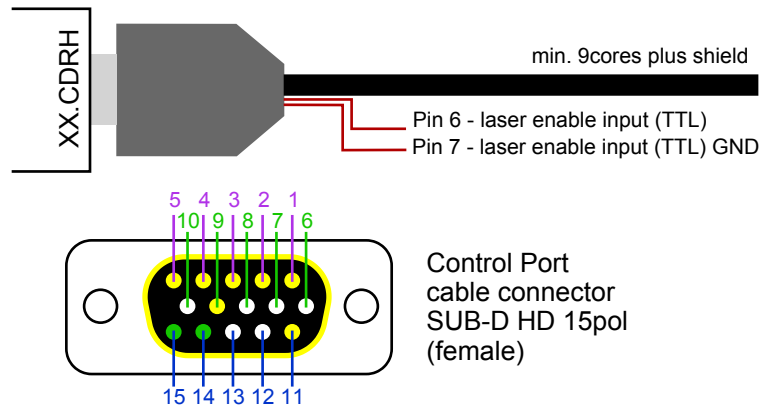 XX.CDRH
min. 9cores plus shield
Pin 6 - laser enable input (TTL)
Pin 7 - laser enable input (TTL) GND
5 4 3 2 1
10 9 8 7 6
Control Port
cable connector
SUB-D HD 15pol
(female)
15 14 13 12 11